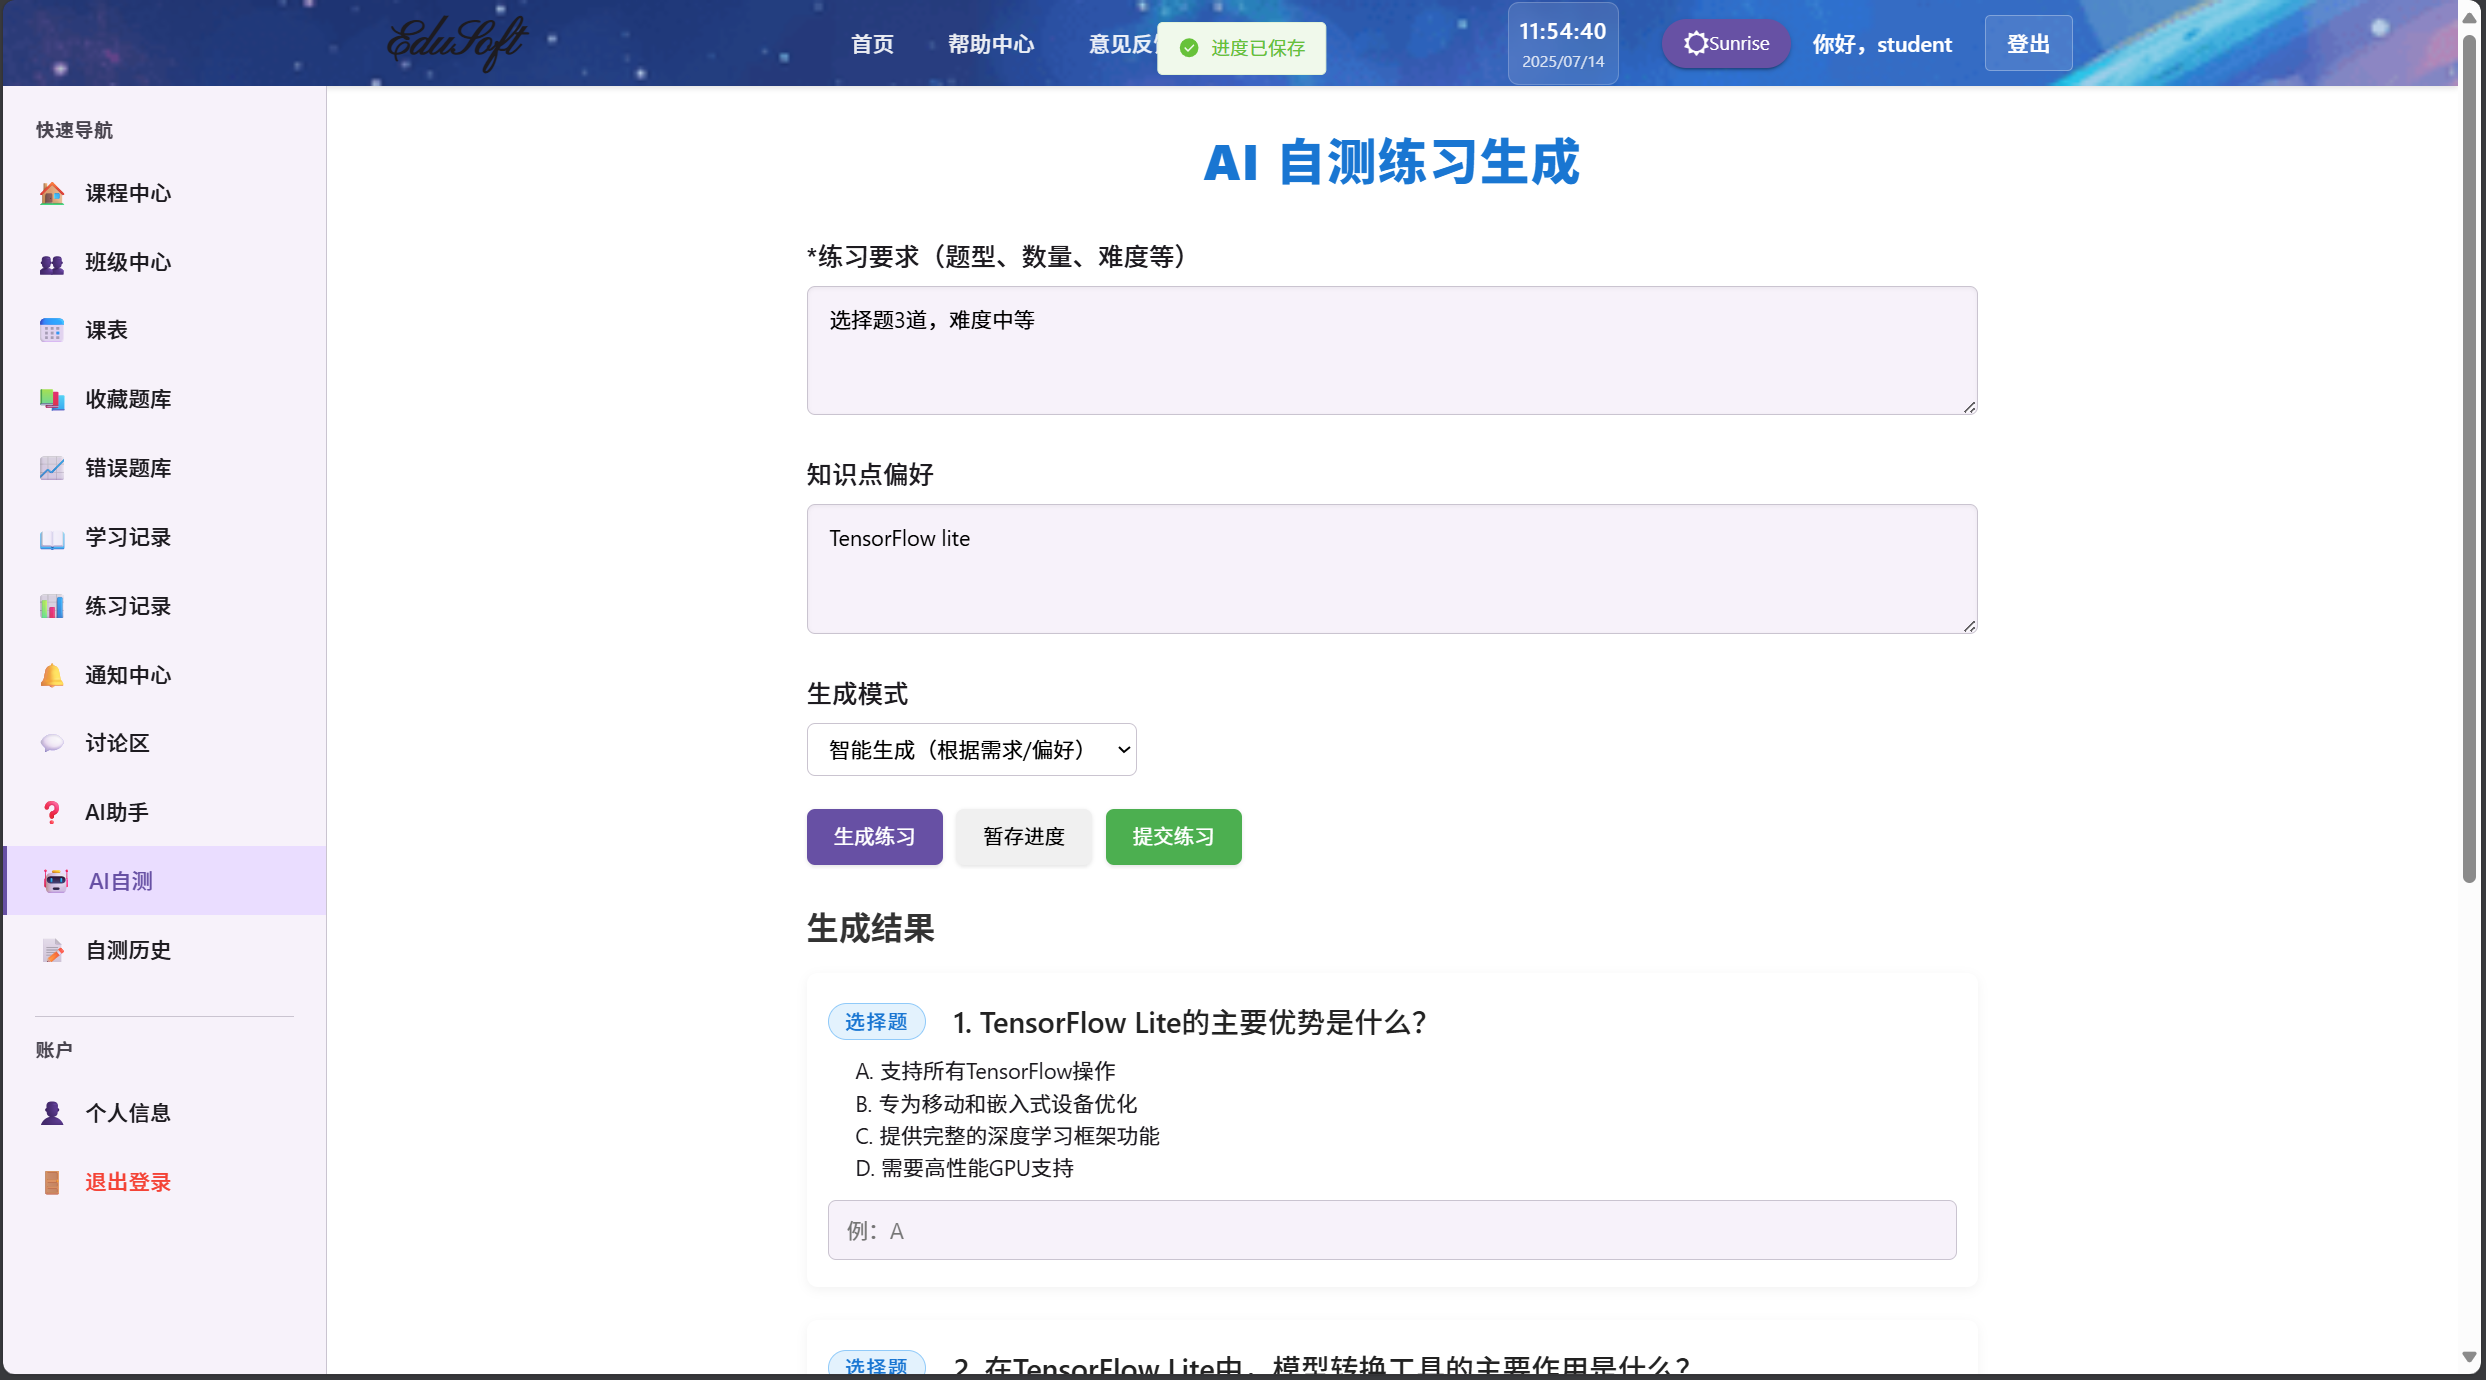 EduSoft
首页
帮助中心
意见反
进度已保存
11:54:40
2025/07/14
Sunrise
你好，student
登出
快速导航
课程中心
班级中心
课表
收藏题库
错误题库
学习记录
练习记录
通知中心
讨论区
AI助手
AI自测
自测历史
账户
个人信息
退出登录
AI 自测练习生成
*练习要求（题型、数量、难度等）
选择题3道，难度中等
知识点偏好
TensorFlow lite
生成模式
智能生成（根据需求/偏好）
生成练习
暂存进度
提交练习
生成结果
选择题 1. TensorFlow Lite的主要优势是什么？
A. 支持所有TensorFlow操作
B. 专为移动和嵌入式设备优化
C. 提供完整的深度学习框架功能
D. 需要高性能GPU支持
例：A
选择题 2. 在TensorFlow Lite中，模型转换工具的主要作用是什么？